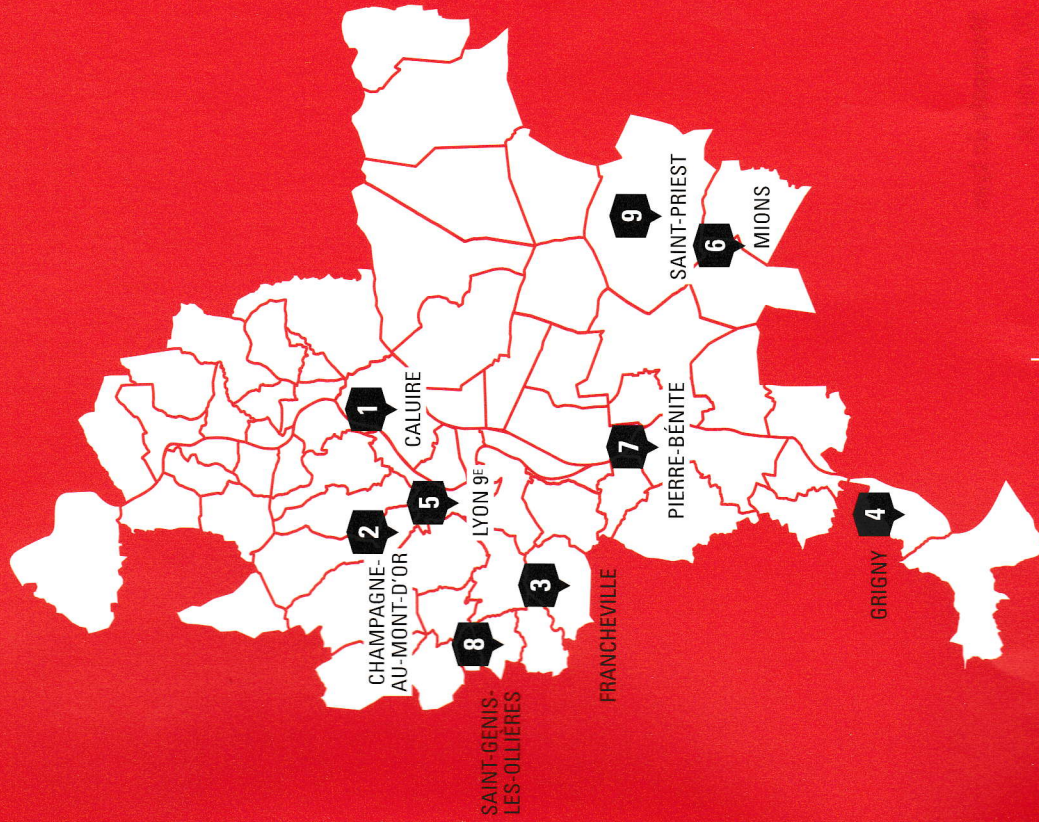 1
CALUIRE
2
CHAMPAGNE-
AU-MONT-D'OR
5
LYON 9E
8
SAINT-GENIS-
LES-OLLIÈRES
3
FRANCHEVILLE
7
PIERRE-BÉNITE
9
SAINT-PRIEST
6
MIONS
4
GRIGNY